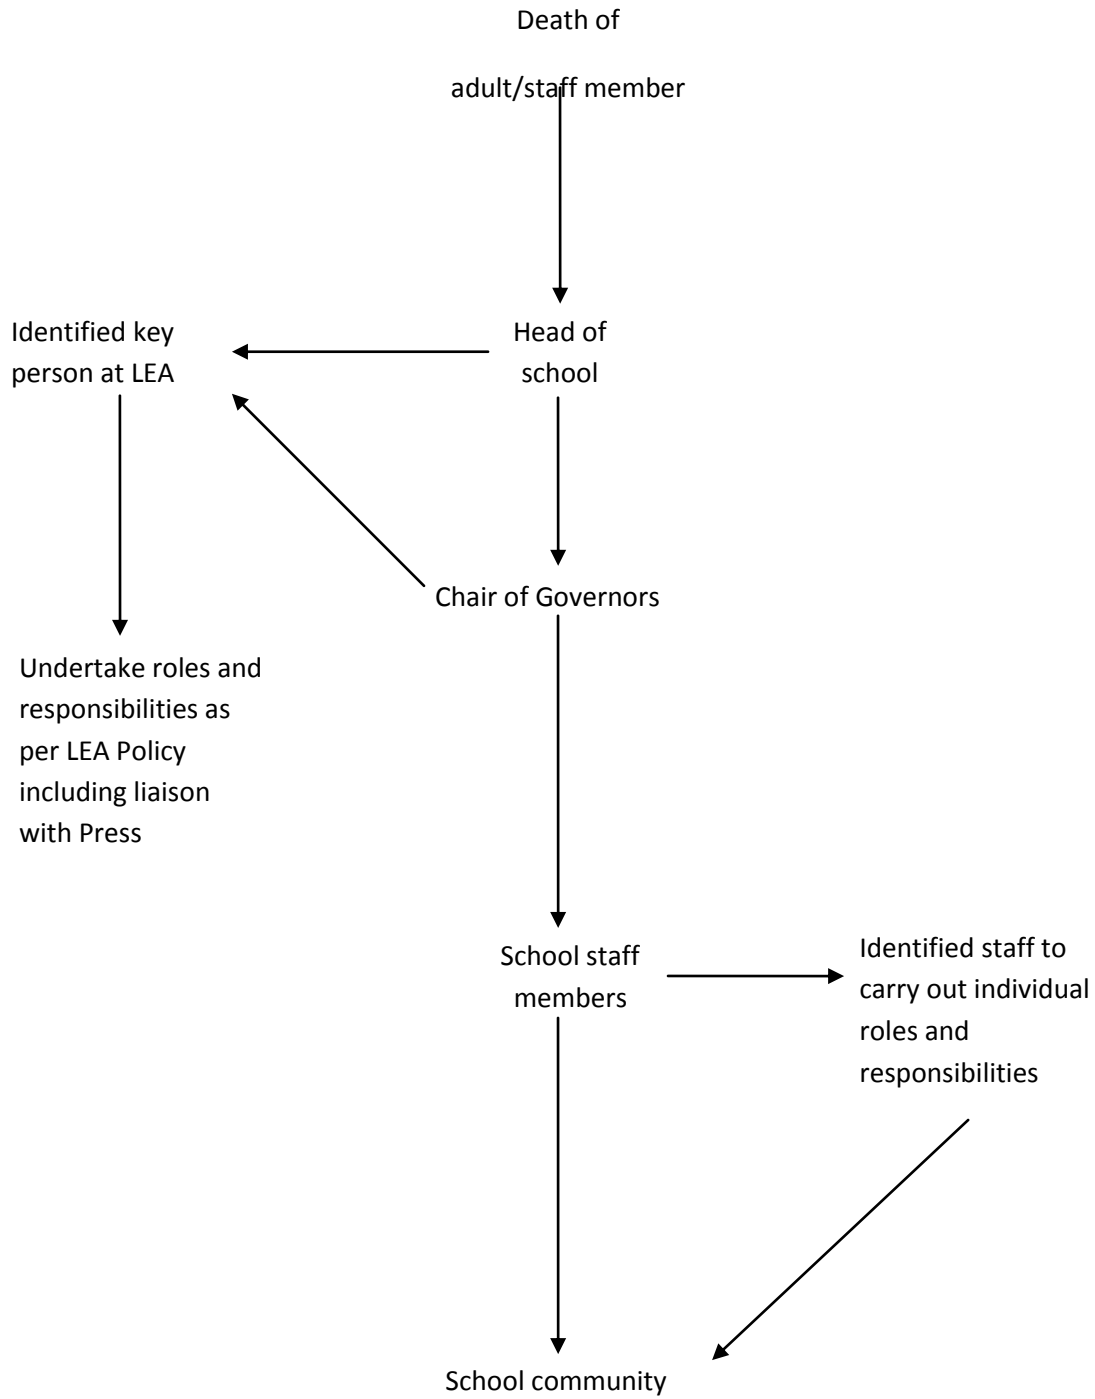 Death of
adult/staff member
Identified key
person at LEA
Head of
school
Chair of Governors
Undertake roles and
responsibilities as
per LEA Policy
including liaison
with Press
School staff
members
Identified staff to
carry out individual
roles and
responsibilities
School community